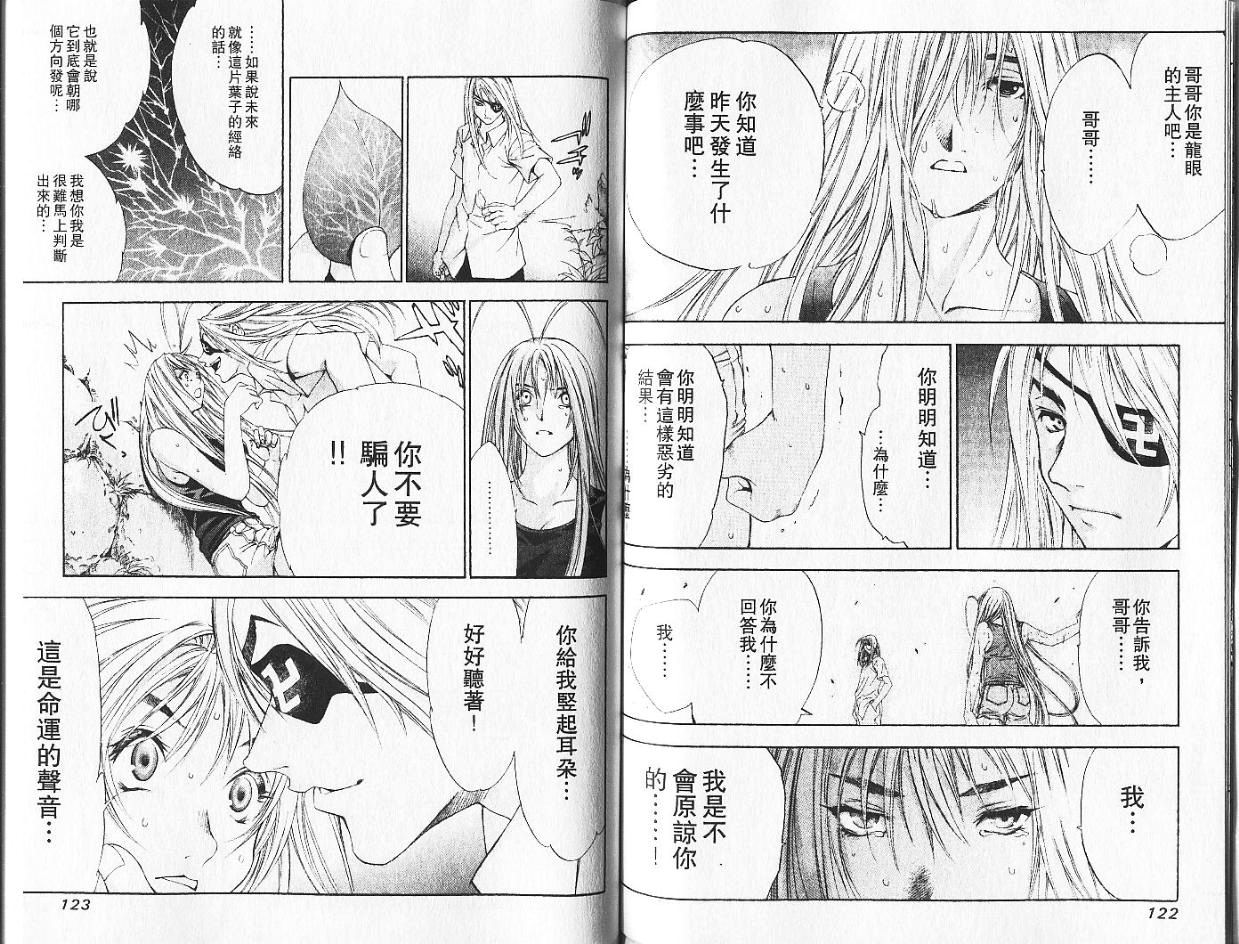 哥哥你是龍眼
的主人吧…
哥哥……
你知道
昨天發生了什
麼事吧…
你明明知道…
…為什麼…
你明明知道
會有這樣惡劣的
結果…
你告訴我，
哥哥……
你為什麼不
回答我……
我……
我…
我是不
會原諒你
的……！
……如果說未來
就像這片葉子的經絡
的話…
也就是說
它到底會朝哪
個方向發呢…
我想你我是
很難馬上判斷
出來的…
…………
你不要
騙人了
!!
你給我豎起耳朵…
好好聽著！
這是命運的聲音…
122
123